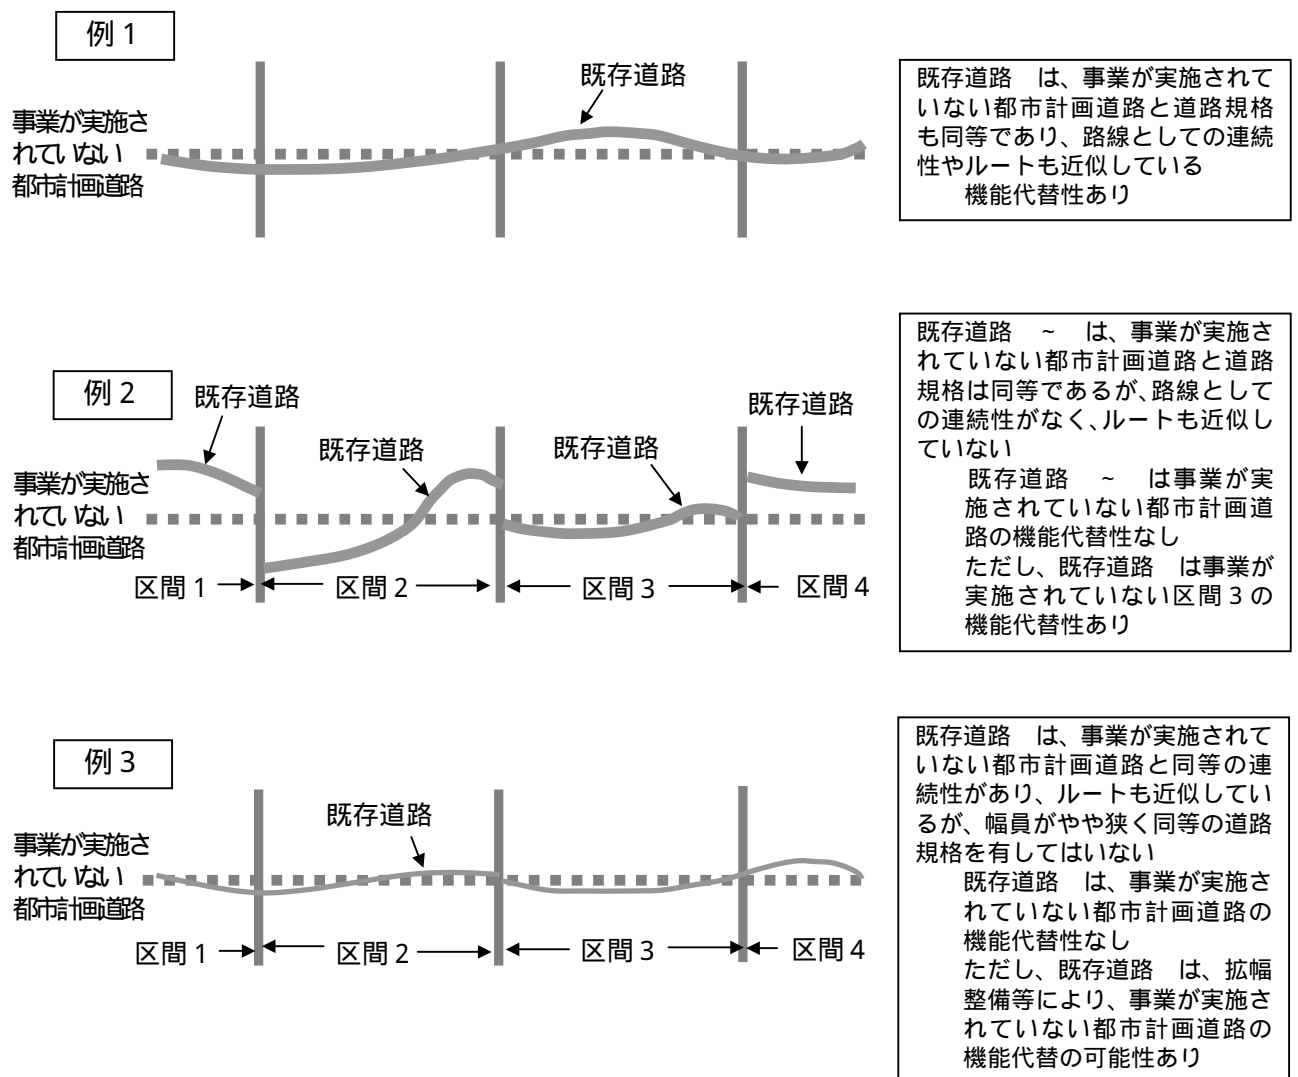 例1
既存道路
事業が実施さ
れていない
都市計画道路
既存道路　は、事業が実施されて
いない都市計画道路と道路規格
も同等であり、路線としての連続
性やルートも近似している
機能代替性あり
例2
既存道路
既存道路
既存道路
既存道路
事業が実施さ
れていない
都市計画道路
区間1
区間2
区間3
区間4
既存道路　~　は、事業が実施さ
れていない都市計画道路と道路
規格は同等であるが、路線として
の連続性がなく、ルートも近似し
ていない
既存道路　~　は事業が実
施されていない都市計画道
路の機能代替性なし
ただし、既存道路　は事業が
実施されていない区間3の
機能代替性あり
例3
既存道路
事業が実施さ
れていない
都市計画道路
区間1
区間2
区間3
区間4
既存道路　は、事業が実施されて
いない都市計画道路と同等の連
続性があり、ルートも近似してい
るが、幅員がやや狭く同等の道路
規格を有してはいない
既存道路　は、事業が実施さ
れていない都市計画道路の
機能代替性なし
ただし、既存道路　は、拡幅
整備等により、事業が実施さ
れていない都市計画道路の
機能代替の可能性あり